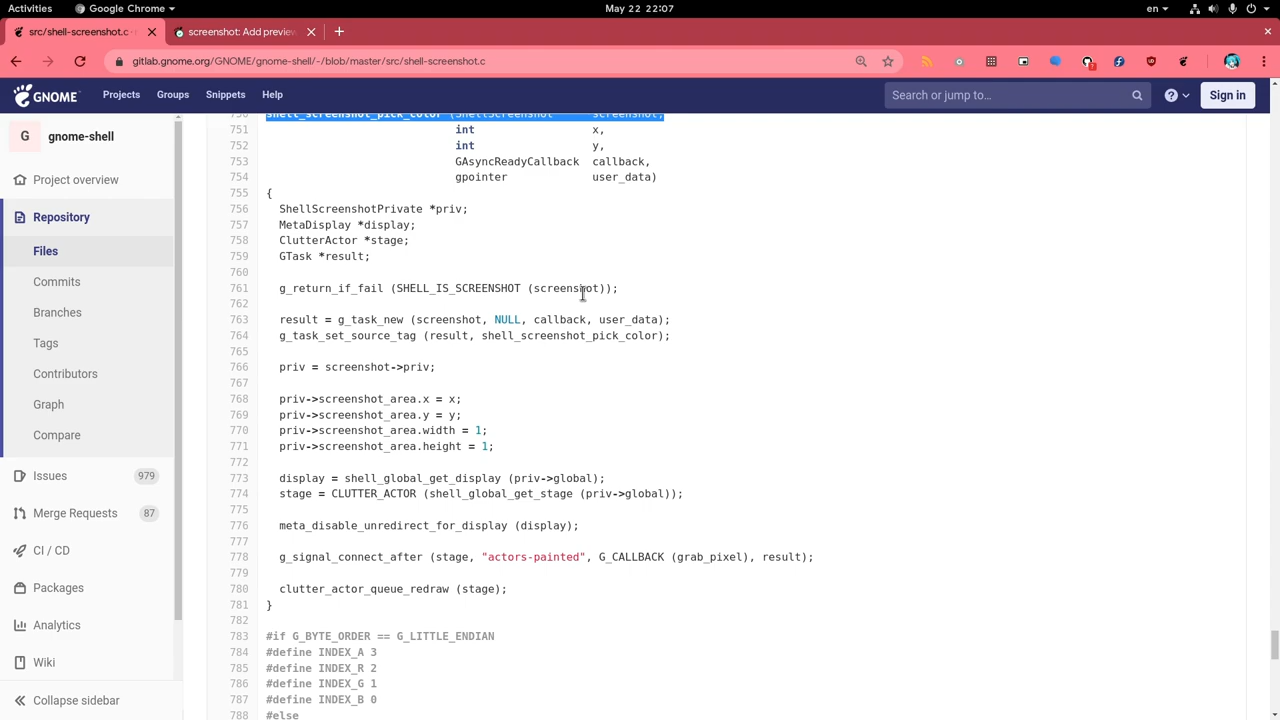 Activities
Google Chrome
May 22 22:07
en
src/shell-screenshot.c
screenshot: Add preview
gitlab.gnome.org/GNOME/gnome-shell/-/blob/master/src/shell-screenshot.c
GNOME
Projects
Groups
Snippets
Help
Search or jump to…
Sign in
G
gnome-shell
Project overview
Repository
Files
Commits
Branches
Tags
Contributors
Graph
Compare
Issues 979
Merge Requests 87
CI / CD
Packages
Analytics
Wiki
Collapse sidebar
750 shell_screenshot_pick_color (ShellScreenshot screenshot,
751 int x,
752 int y,
753 GAsyncReadyCallback callback,
754 gpointer user_data)
755 {
756 ShellScreenshotPrivate *priv;
757 MetaDisplay *display;
758 ClutterActor *stage;
759 GTask *result;
760
761 g_return_if_fail (SHELL_IS_SCREENSHOT (screenshot));
762
763 result = g_task_new (screenshot, NULL, callback, user_data);
764 g_task_set_source_tag (result, shell_screenshot_pick_color);
765
766 priv = screenshot->priv;
767
768 priv->screenshot_area.x = x;
769 priv->screenshot_area.y = y;
770 priv->screenshot_area.width = 1;
771 priv->screenshot_area.height = 1;
772
773 display = shell_global_get_display (priv->global);
774 stage = CLUTTER_ACTOR (shell_global_get_stage (priv->global));
775
776 meta_disable_unredirect_for_display (display);
777
778 g_signal_connect_after (stage, "actors-painted", G_CALLBACK (grab_pixel), result);
779
780 clutter_actor_queue_redraw (stage);
781 }
782
783 #if G_BYTE_ORDER == G_LITTLE_ENDIAN
784 #define INDEX_A 3
785 #define INDEX_R 2
786 #define INDEX_G 1
787 #define INDEX_B 0
788 #else